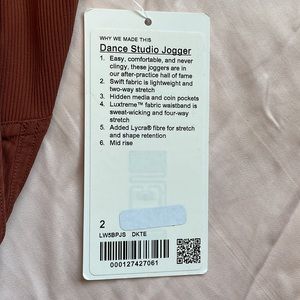 WHY WE MADE THIS
Dance Studio Jogger
1. Easy, comfortable, and never
clingy, these joggers are in
our after-practice hall of fame
2. Swift fabric is lightweight and
two-way stretch
3. Hidden media and coin pockets
4. Luxtreme™ fabric waistband is
sweat-wicking and four-way
stretch
5. Added Lycra® fibre for stretch
and shape retention
6. Mid rise
2
LW5BPJS DKTE
000127427061